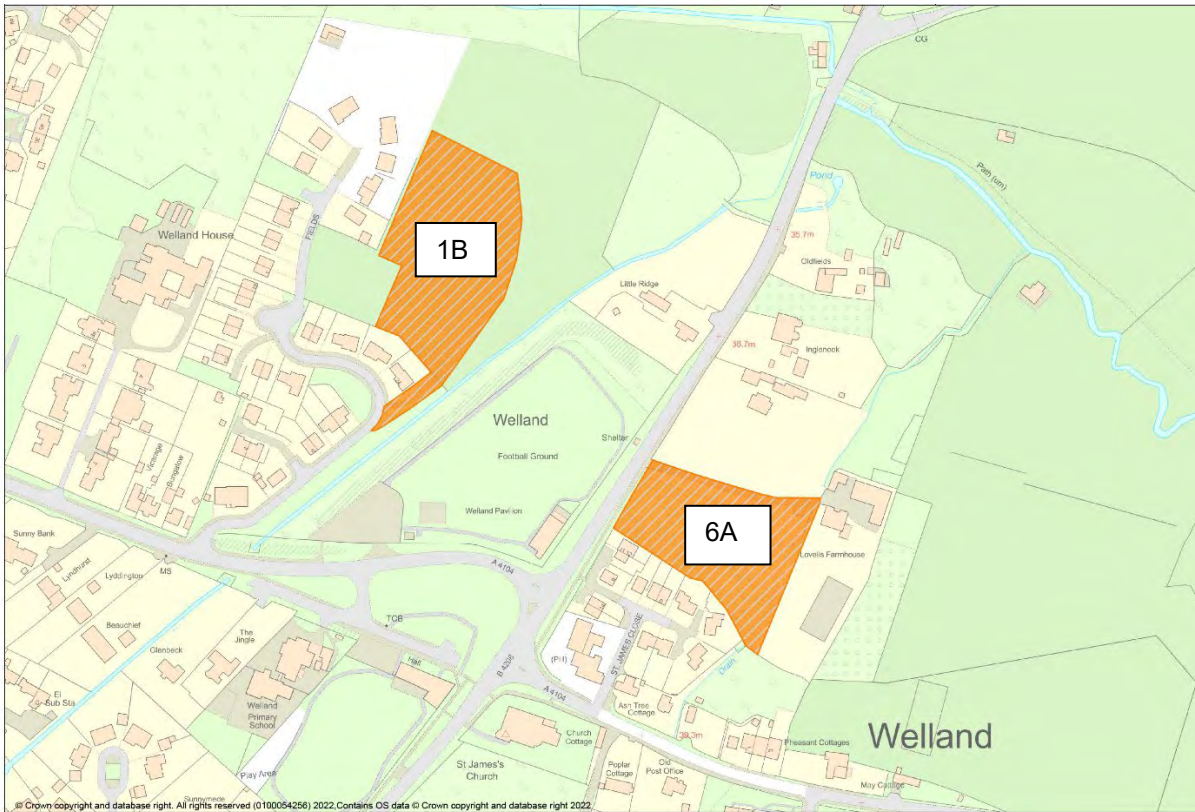 CG
Path (um)
Pond
35.7m
Oldfields
Welland House
FIELDS
1B
Little Ridge
38.7m
Inglenook
Vicarage
Bungalow
Welland
Football Ground
Shelter
Welland Pavilion
6A
Lovells Farmhouse
Sunny Bank
Lyndhurst
Lyddington
MS
A 4104
Beauchief
Glenbeck
The
Jingle
TCB
Hall
B 4208
(PH)
ST. JAMES CLOSE
Drain
El
Sub Sta
Welland
Primary
School
A 4104
Ash Tree
Cottage
39.3m
Pheasant Cottages
Welland
Church
Cottage
St James's
Church
Poplar
Cottage
Old
Post Office
May Cottage
Play Area
Sunnymede
© Crown copyright and database right. All rights reserved (0100054256) 2022.Contains OS data © Crown copyright and database right 2022